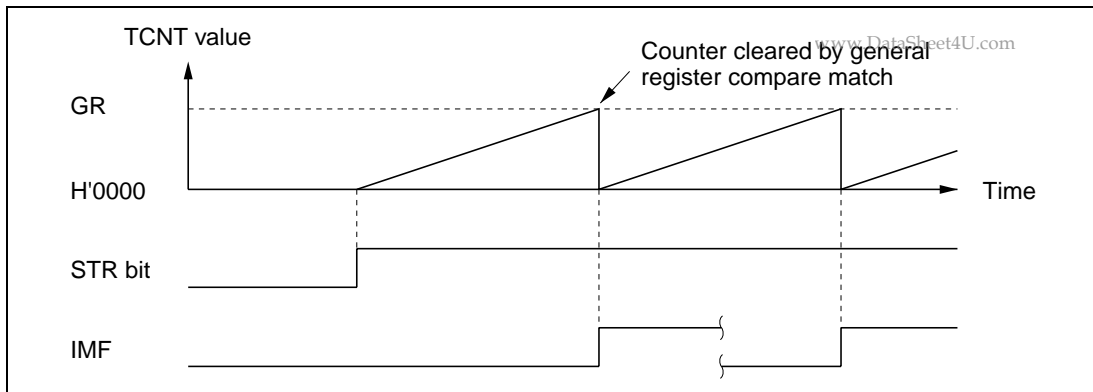 TCNT value
www.DataSheet4U.com
Counter cleared by general
register compare match
GR
H'0000
Time
STR bit
IMF